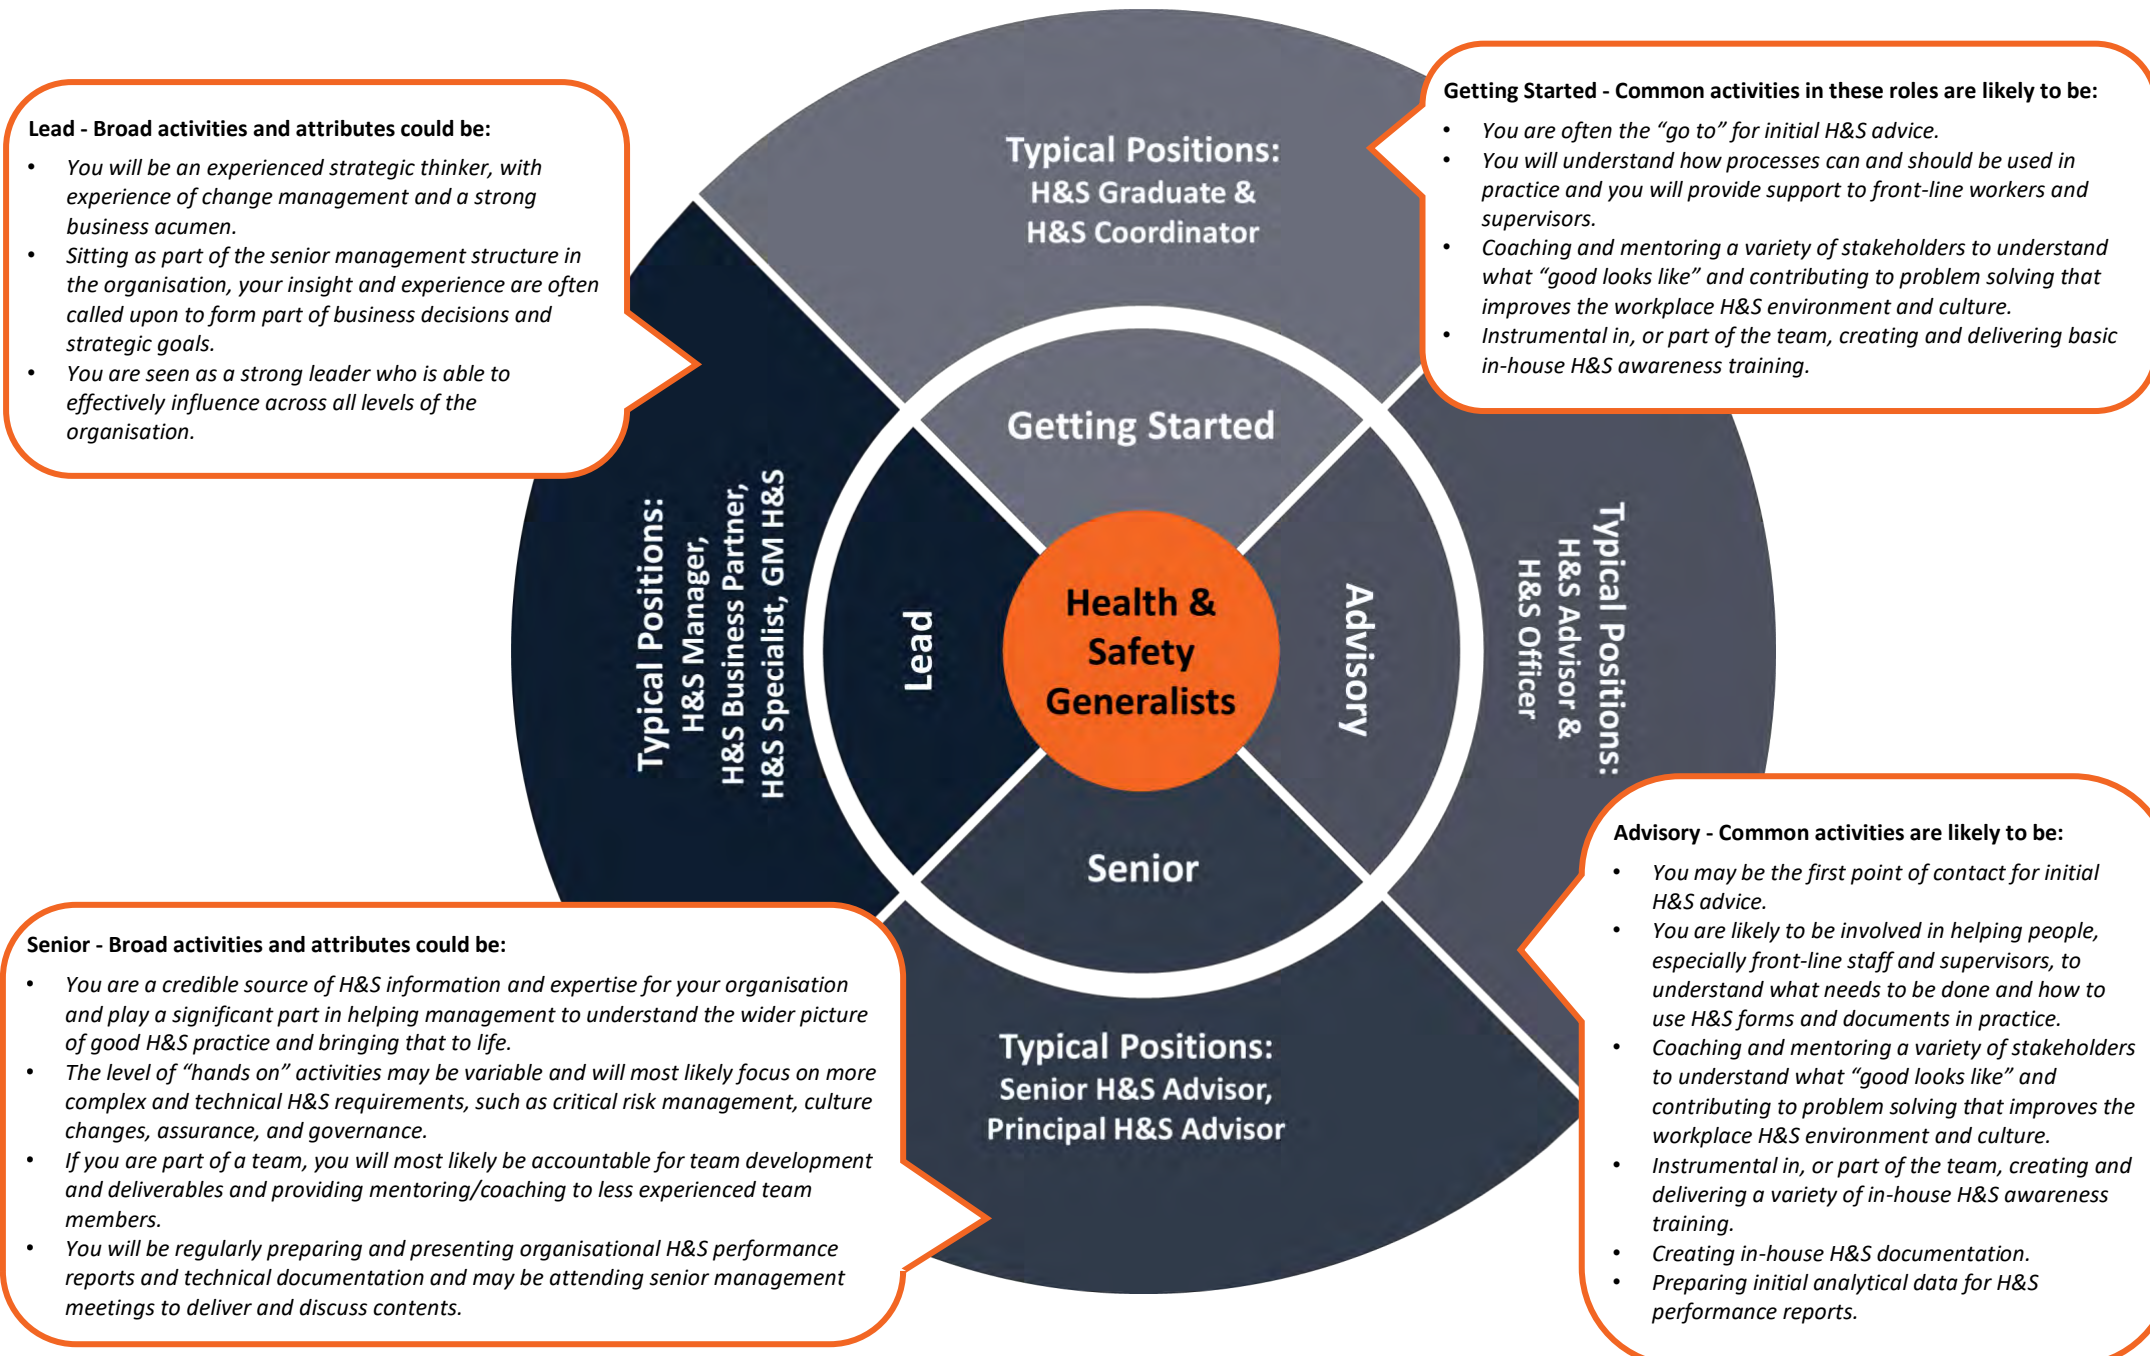 Lead - Broad activities and attributes could be:
• You will be an experienced strategic thinker, with
experience of change management and a strong
business acumen.
• Sitting as part of the senior management structure in
the organisation, your insight and experience are often
called upon to form part of business decisions and
strategic goals.
• You are seen as a strong leader who is able to
effectively influence across all levels of the
organisation.
Typical Positions:
H&S Graduate &
H&S Coordinator
Getting Started - Common activities in these roles are likely to be:
• You are often the “go to” for initial H&S advice.
• You will understand how processes can and should be used in
practice and you will provide support to front-line workers and
supervisors.
• Coaching and mentoring a variety of stakeholders to understand
what “good looks like” and contributing to problem solving that
improves the workplace H&S environment and culture.
• Instrumental in, or part of the team, creating and delivering basic
in-house H&S awareness training.
Getting Started
Typical Positions:
H&S Manager,
H&S Business Partner,
H&S Specialist, GM H&S
Lead
Health &
Safety
Generalists
Advisory
Typical Positions:
H&S Advisor &
H&S Officer
Senior
Typical Positions:
Senior H&S Advisor,
Principal H&S Advisor
Senior - Broad activities and attributes could be:
• You are a credible source of H&S information and expertise for your organisation
and play a significant part in helping management to understand the wider picture
of good H&S practice and bringing that to life.
• The level of “hands on” activities may be variable and will most likely focus on more
complex and technical H&S requirements, such as critical risk management, culture
changes, assurance, and governance.
• If you are part of a team, you will most likely be accountable for team development
and deliverables and providing mentoring/coaching to less experienced team
members.
• You will be regularly preparing and presenting organisational H&S performance
reports and technical documentation and may be attending senior management
meetings to deliver and discuss contents.
Advisory - Common activities are likely to be:
• You may be the first point of contact for initial
H&S advice.
• You are likely to be involved in helping people,
especially front-line staff and supervisors, to
understand what needs to be done and how to
use H&S forms and documents in practice.
• Coaching and mentoring a variety of stakeholders
to understand what “good looks like” and
contributing to problem solving that improves the
workplace H&S environment and culture.
• Instrumental in, or part of the team, creating and
delivering a variety of in-house H&S awareness
training.
• Creating in-house H&S documentation.
• Preparing initial analytical data for H&S
performance reports.